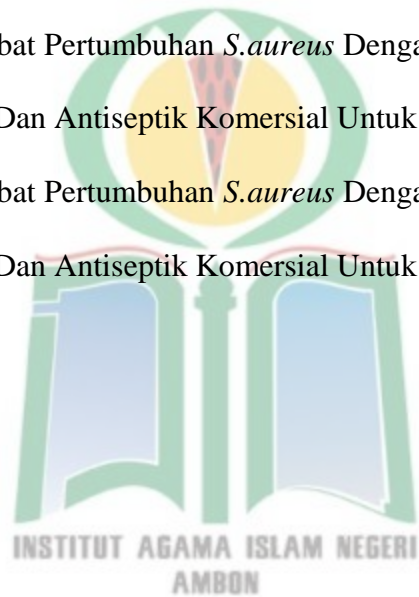 bat Pertumbuhan S.aureus Denga
Dan Antiseptik Komersial Untuk
bat Pertumbuhan S.aureus Denga
Dan Antiseptik Komersial Untuk
INSTITUT AGAMA ISLAM NEGERI
AMBON